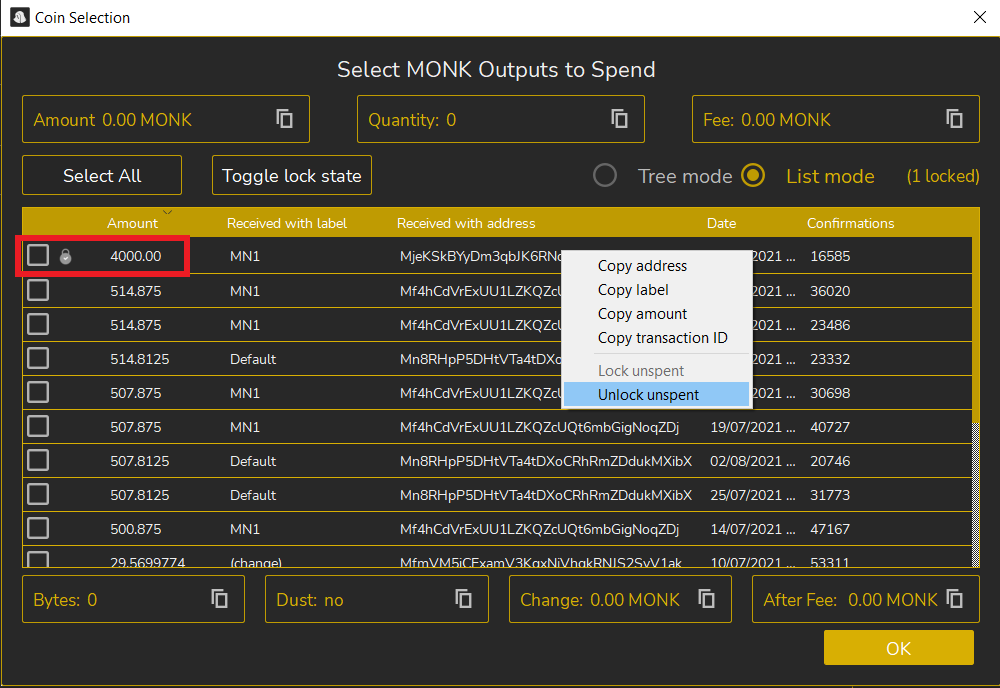 Coin Selection
Select MONK Outputs to Spend
Amount 0.00 MONK
Quantity: 0
Fee: 0.00 MONK
Select All
Toggle lock state
Tree mode
List mode
(1 locked)
Amount Received with label Received with address Date Confirmations
4000.00 MN1 2021 ... 16585
514.875 MN1 2021 ... 36020
514.875 MN1 2021 ... 23486
514.8125 Default 2021 ... 23332
507.875 MN1 2021 ... 30698
507.875 MN1 Mf4hCdVrExUU1LZKQZcUQt6mbGigNoqZDj 19/07/2021 ... 40727
507.8125 Default Mn8RHpP5DHtVTa4tDXoCRhRmZDdukMXibX 02/08/2021 ... 20746
507.8125 Default Mn8RHpP5DHtVTa4tDXoCRhRmZDdukMXibX 25/07/2021 ... 31773
500.875 MN1 Mf4hCdVrExUU1LZKQZcUQt6mbGigNoqZDj 14/07/2021 ... 47167
29.5699774 (change) 10/07/2021 ... 53311
Copy address
Copy label
Copy amount
Copy transaction ID
Lock unspent
Unlock unspent
Bytes: 0
Dust: no
Change: 0.00 MONK
After Fee: 0.00 MONK
OK